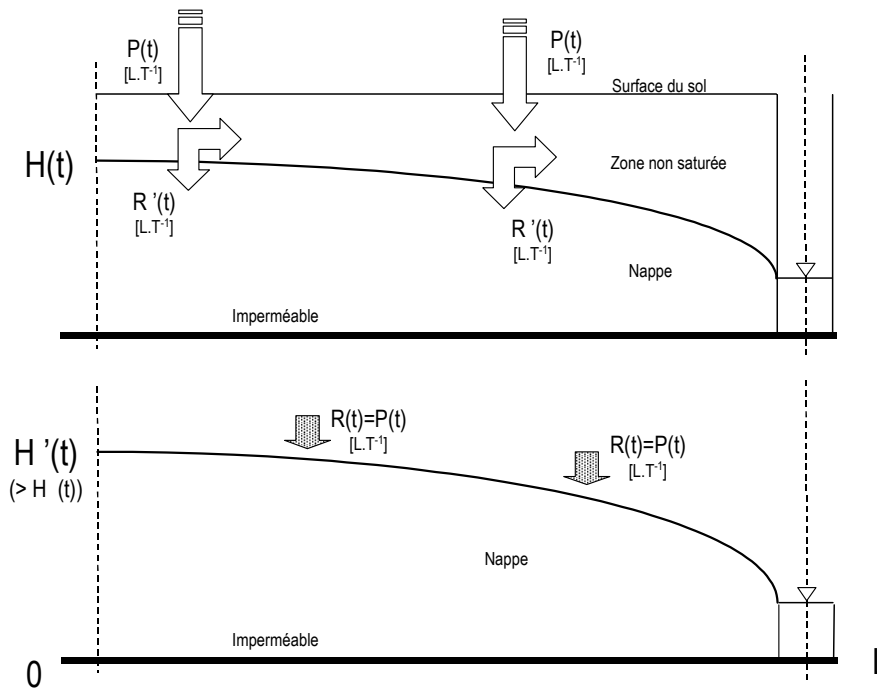 P(t)
[L.T-1]
P(t)
[L.T-1]
Surface du sol
H(t)
Zone non saturée
R '(t)
[L.T-1]
R '(t)
[L.T-1]
Nappe
Imperméable
R(t)=P(t)
[L.T-1]
R(t)=P(t)
[L.T-1]
H '(t)
(> H (t))
Nappe
Imperméable
0